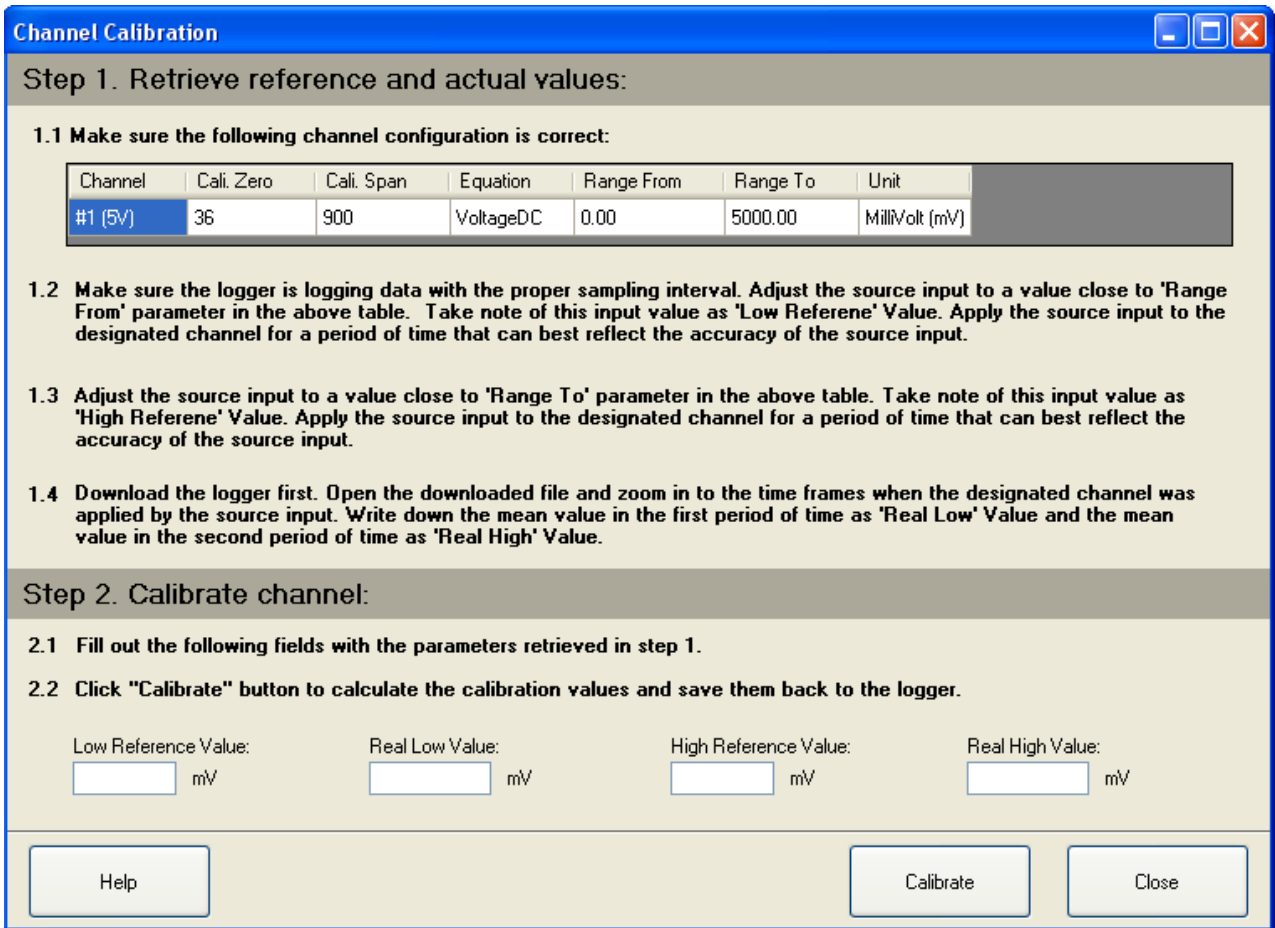 Channel Calibration
Step 1. Retrieve reference and actual values:
1.1 Make sure the following channel configuration is correct:
Channel Cali. Zero Cali. Span Equation Range From Range To Unit
#1 (5V) 36 900 VoltageDC 0.00 5000.00 MilliVolt (mV)
1.2 Make sure the logger is logging data with the proper sampling interval. Adjust the source input to a value close to 'Range
From' parameter in the above table. Take note of this input value as 'Low Referene' Value. Apply the source input to the
designated channel for a period of time that can best reflect the accuracy of the source input.
1.3 Adjust the source input to a value close to 'Range To' parameter in the above table. Take note of this input value as
'High Referene' Value. Apply the source input to the designated channel for a period of time that can best reflect the
accuracy of the source input.
1.4 Download the logger first. Open the downloaded file and zoom in to the time frames when the designated channel was
applied by the source input. Write down the mean value in the first period of time as 'Real Low' Value and the mean
value in the second period of time as 'Real High' Value.
Step 2. Calibrate channel:
2.1 Fill out the following fields with the parameters retrieved in step 1.
2.2 Click "Calibrate" button to calculate the calibration values and save them back to the logger.
Low Reference Value: Real Low Value: High Reference Value: Real High Value:
mV mV mV mV
Help Calibrate Close